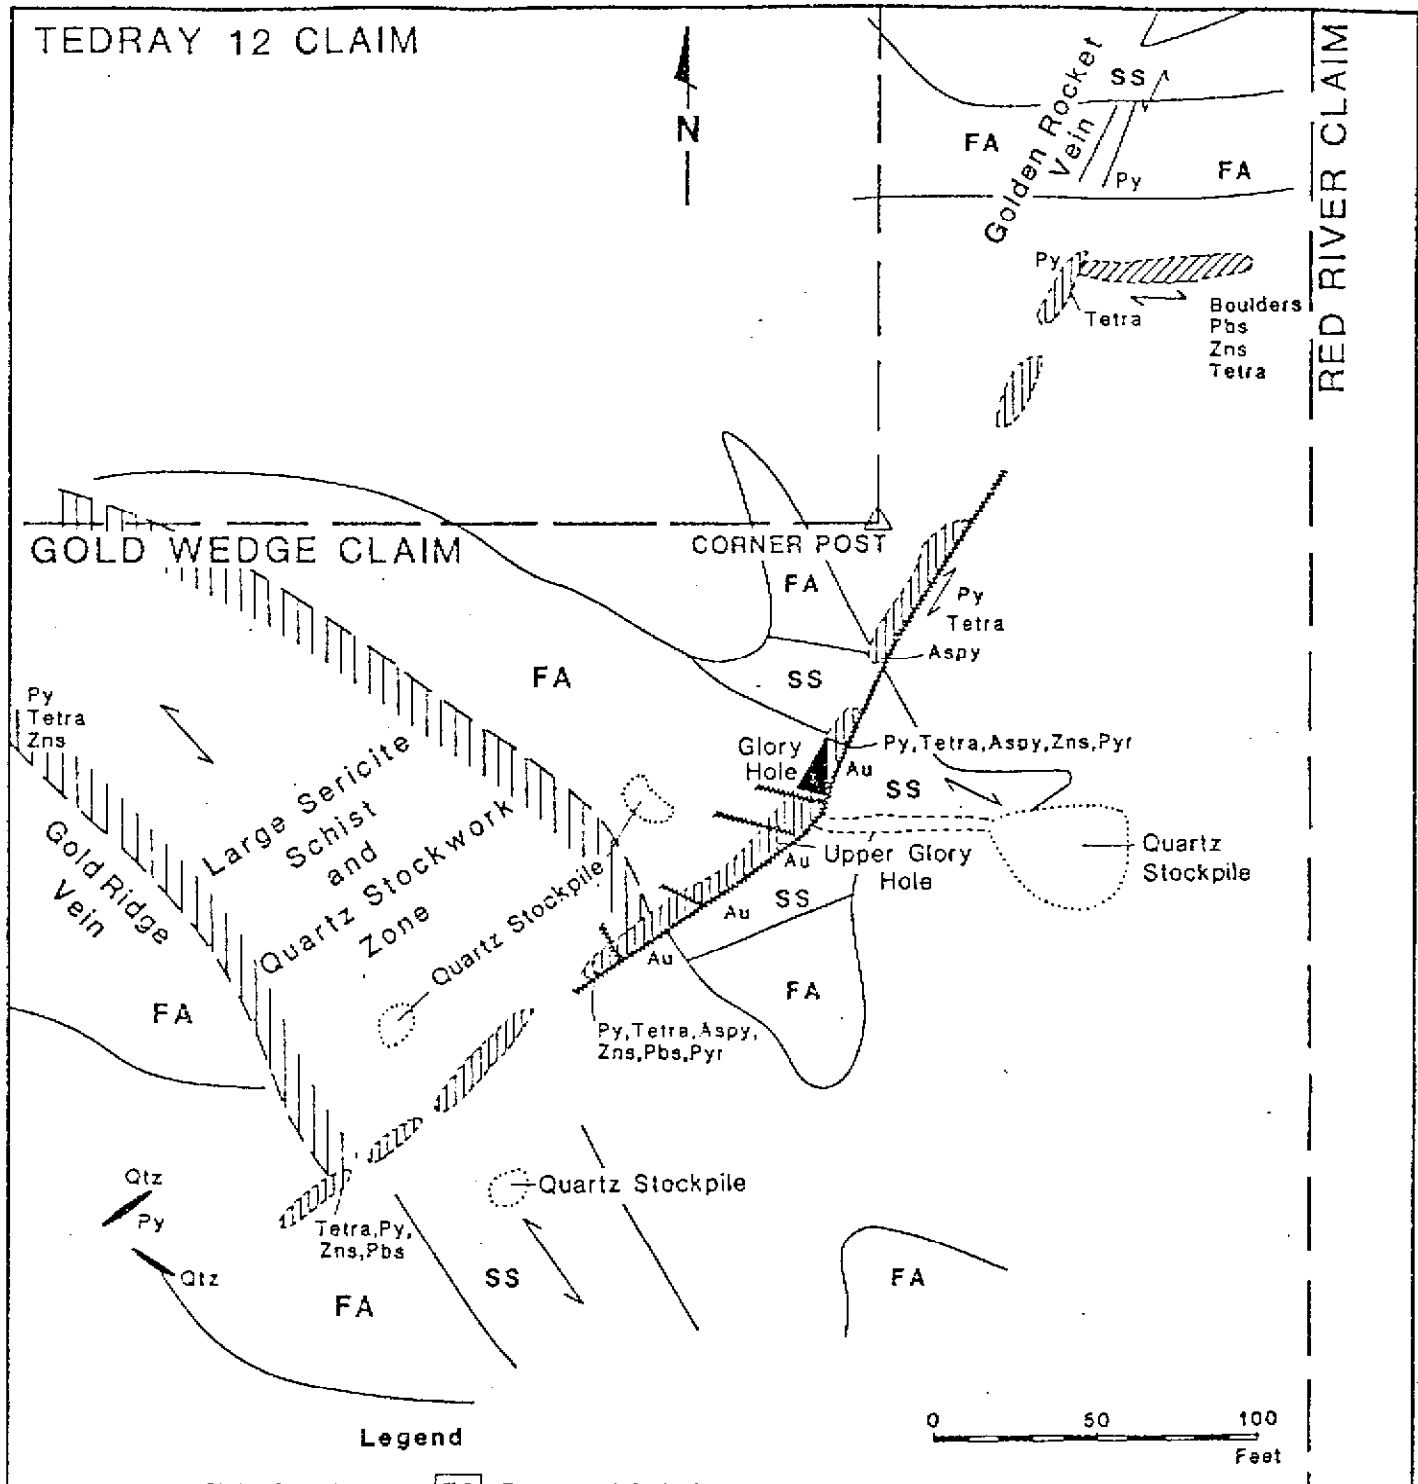 TEDRAY 12 CLAIM
N
SS
Golden Rocket
Vein
FA
FA
Py
RED RIVER CLAIM
Py
Tetra
Boulders
Pbs
Zns
Tetra
GOLD WEDGE CLAIM
CORNER POST
FA
Py
Tetra
Aspy
FA
SS
Py
Tetra
Zns
Glory
Hole
Py,Tetra,Aspy,Zns,Pyr
Au
SS
Large Sericite
Schist
and
Quartz Stockwork
Zone
Gold Ridge
Vein
Au
Upper Glory
Hole
Quartz
Stockpile
Quartz Stockpile
SS
Au
Au
FA
FA
Py,Tetra,Aspy,
Zns,Pbs,Pyr
Qtz
Py
Qtz
Quartz Stockpile
Tetra,Py,
Zns,Pbs
SS
FA
FA
0 50 100
Feet
Legend